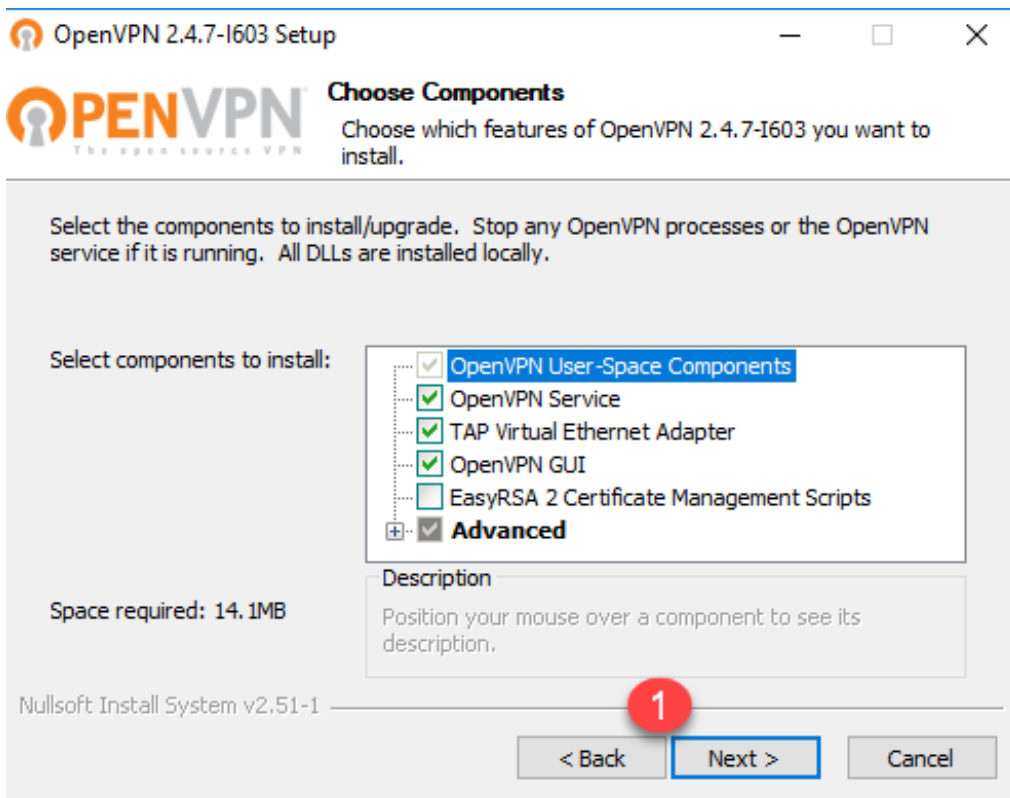 OpenVPN 2.4.7-I603 Setup
OPENVPN
The open source VPN
Choose Components
Choose which features of OpenVPN 2.4.7-I603 you want to
install.
Select the components to install/upgrade. Stop any OpenVPN processes or the OpenVPN
service if it is running. All DLLs are installed locally.
Select components to install:
OpenVPN User-Space Components
OpenVPN Service
TAP Virtual Ethernet Adapter
OpenVPN GUI
EasyRSA 2 Certificate Management Scripts
Advanced
Space required: 14.1MB
Description
Position your mouse over a component to see its
description.
Nullsoft Install System v2.51-1
1
< Back Next > Cancel